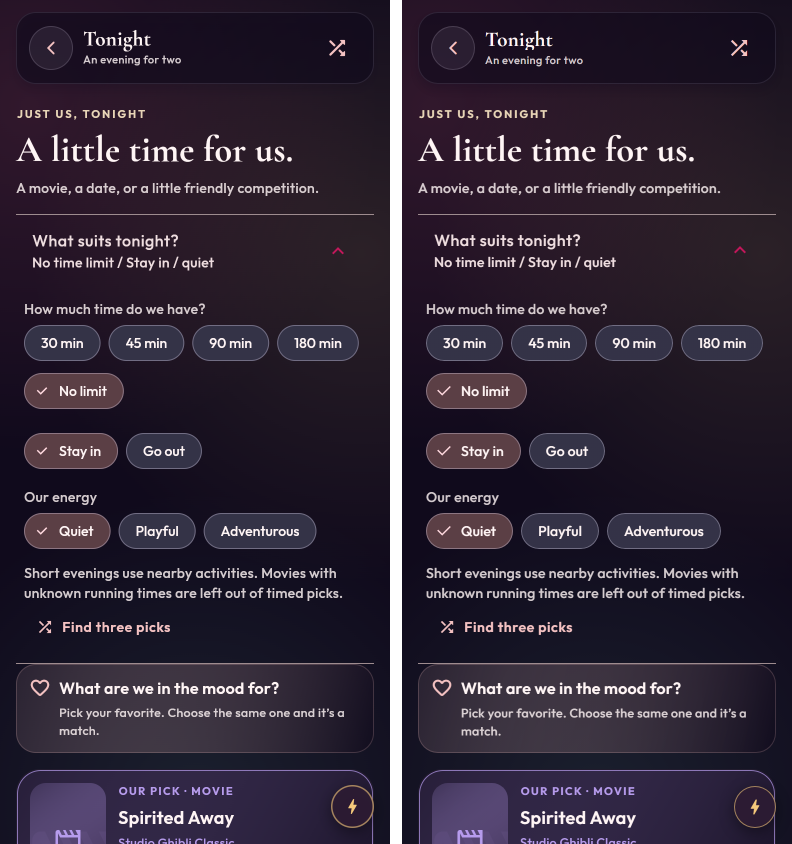 Tonight
An evening for two
JUST US, TONIGHT
A little time for us.
A movie, a date, or a little friendly competition.
What suits tonight?
No time limit / Stay in / quiet
How much time do we have?
30 min 45 min 90 min 180 min
No limit
Stay in Go out
Our energy
Quiet Playful Adventurous
Short evenings use nearby activities. Movies with
unknown running times are left out of timed picks.
Find three picks
What are we in the mood for?
Pick your favorite. Choose the same one and it's a
match.
OUR PICK · MOVIE
Spirited Away
Studio Ghibli Classic
Tonight
An evening for two
JUST US, TONIGHT
A little time for us.
A movie, a date, or a little friendly competition.
What suits tonight?
No time limit / Stay in / quiet
How much time do we have?
30 min 45 min 90 min 180 min
No limit
Stay in Go out
Our energy
Quiet Playful Adventurous
Short evenings use nearby activities. Movies with
unknown running times are left out of timed picks.
Find three picks
What are we in the mood for?
Pick your favorite. Choose the same one and it's a
match.
OUR PICK · MOVIE
Spirited Away
Studio Ghibli Classic